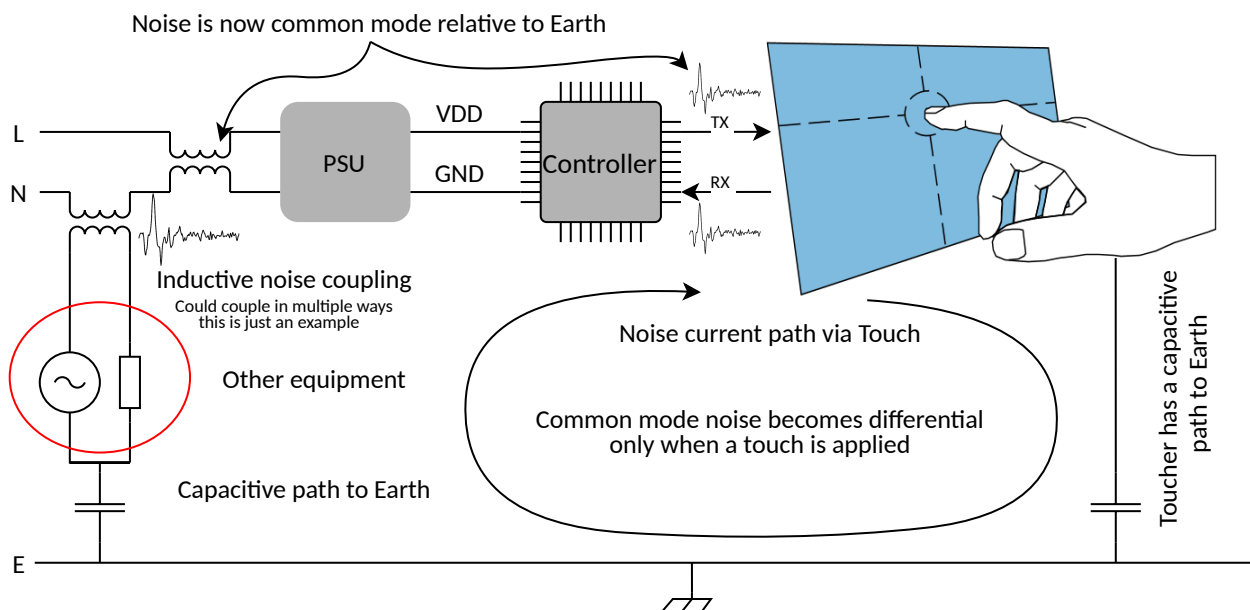 Noise is now common mode relative to Earth
L
N
PSU
VDD
GND
Controller
TX
RX
Inductive noise coupling
Could couple in multiple ways
this is just an example
Other equipment
Capacitive path to Earth
Noise current path via Touch
Common mode noise becomes differential
only when a touch is applied
Toucher has a capacitive
path to Earth
E